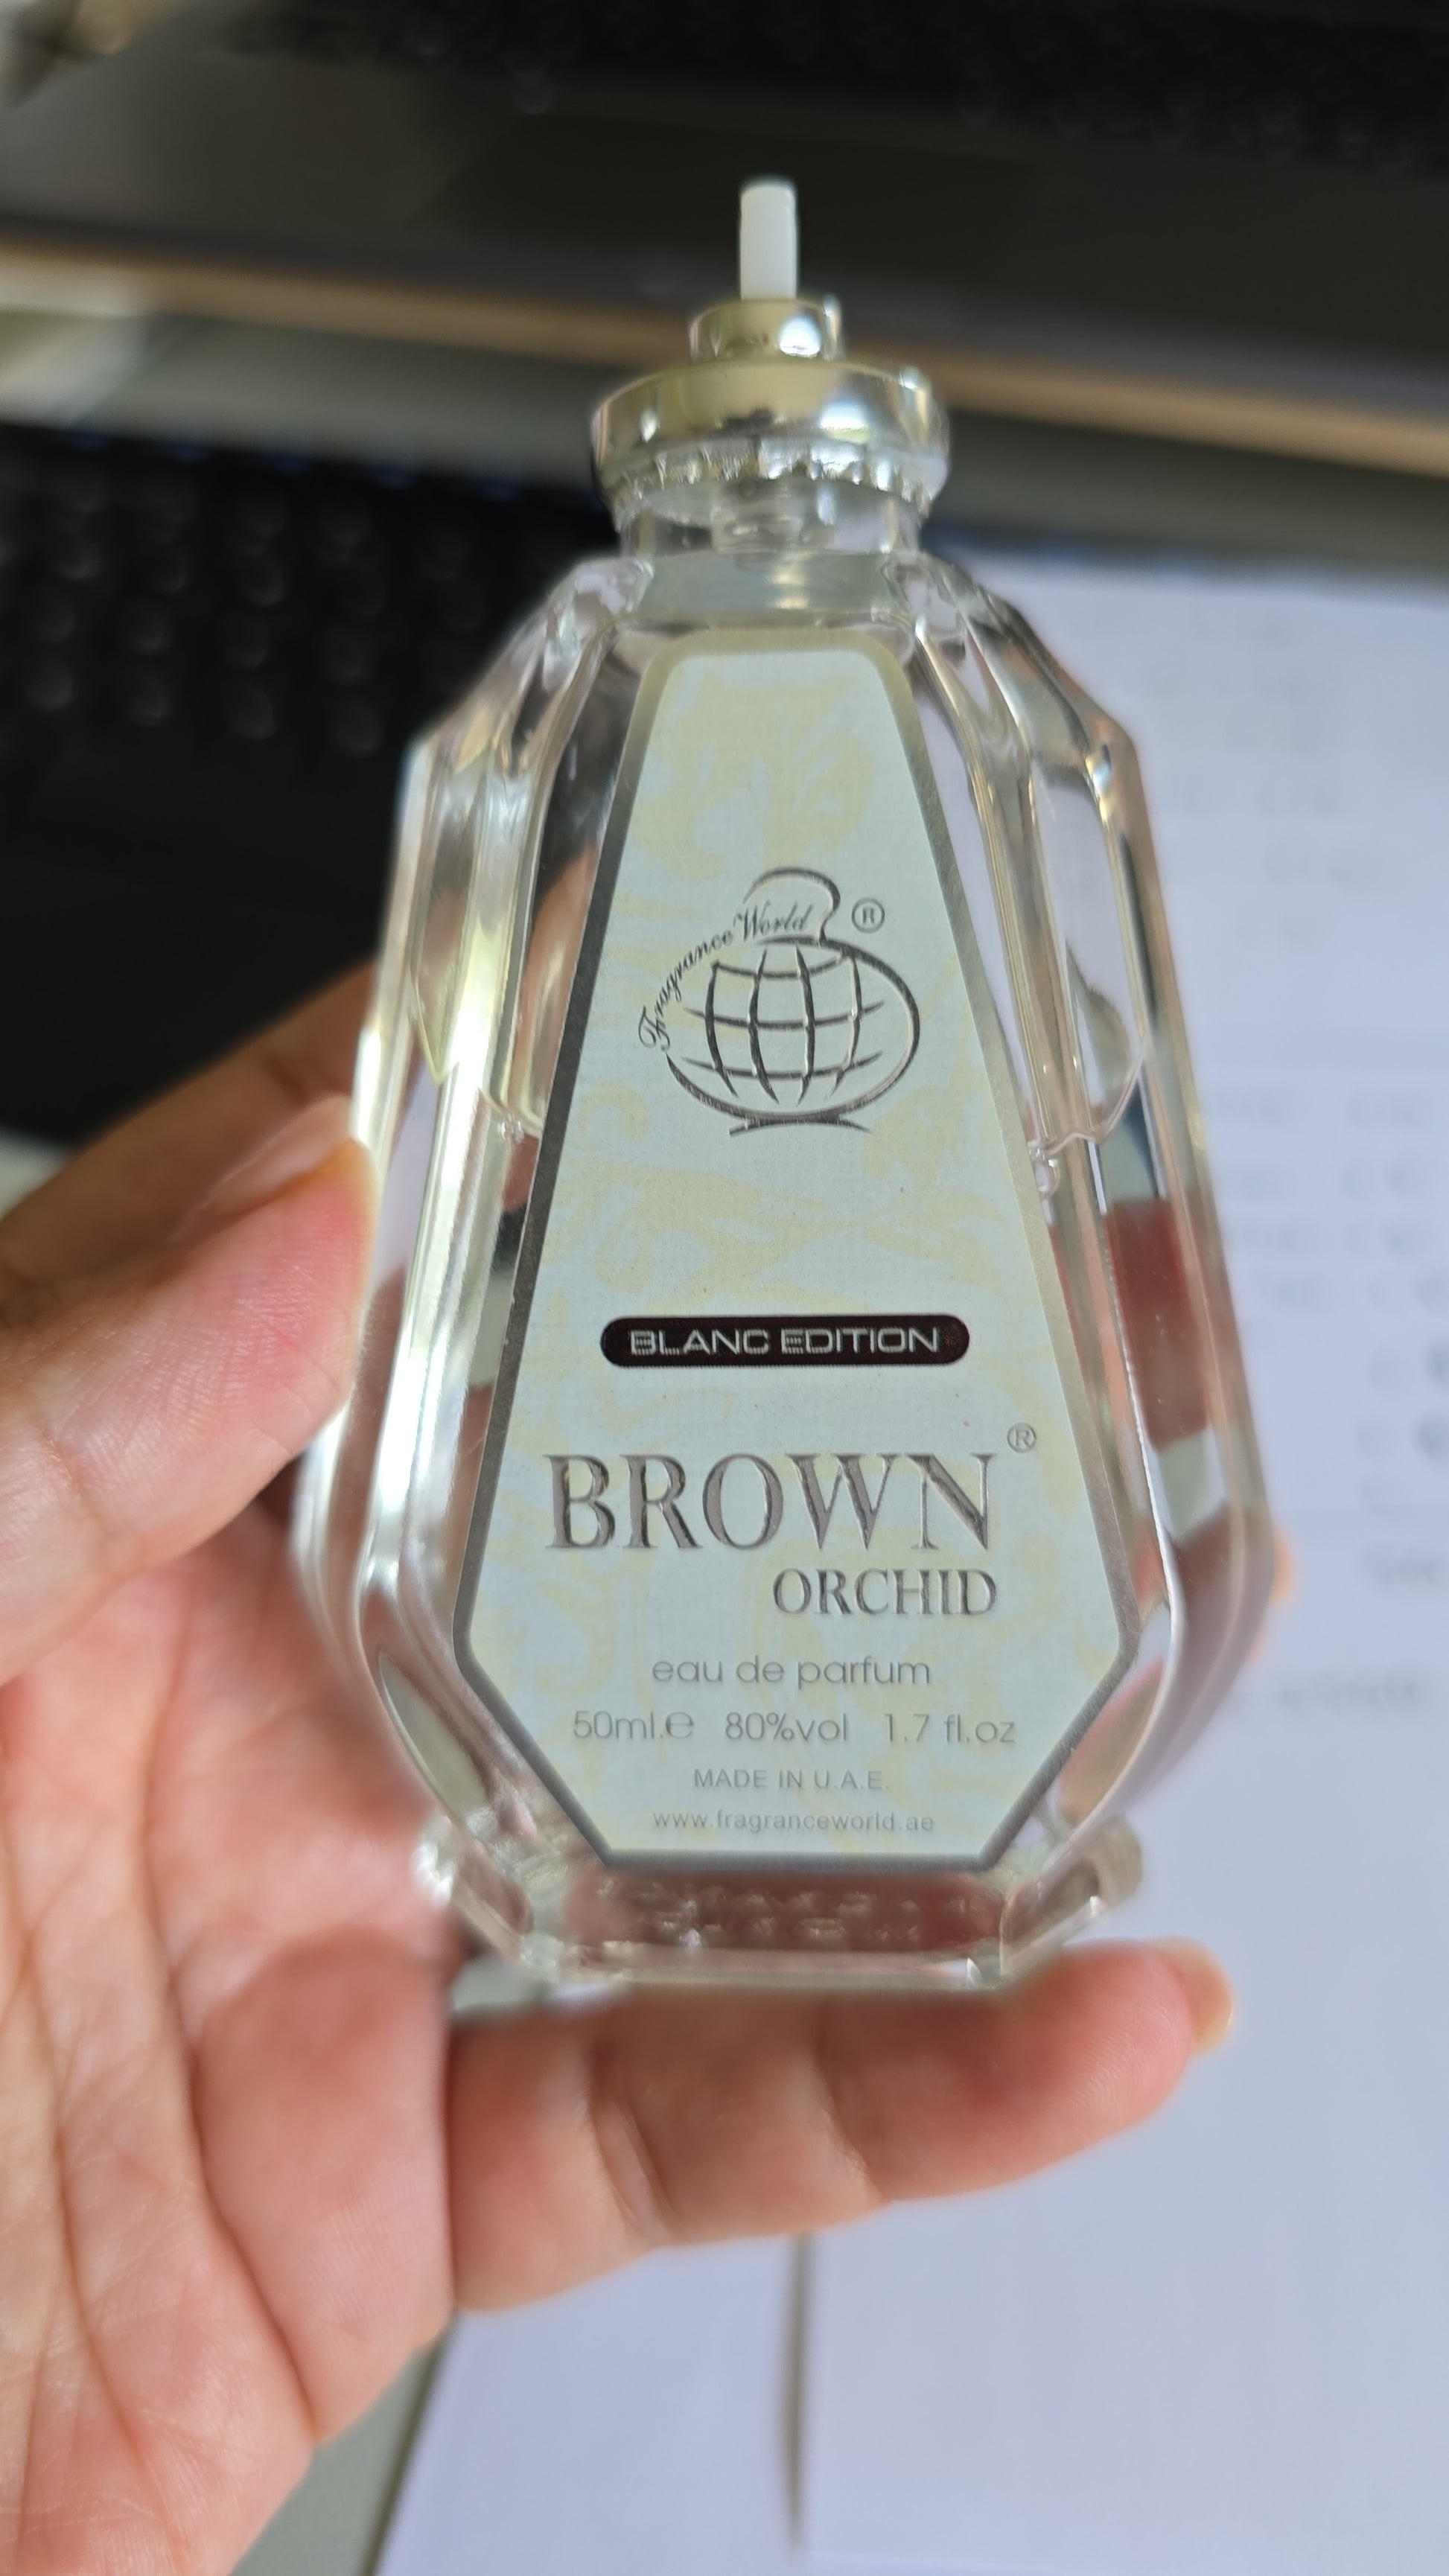 Fragrance World ®
BLANC EDITION
BROWN ®
ORCHID
eau de parfum
50ml.e 80%vol 1.7 fl.oz
MADE IN U.A.E.
www.fragranceworld.ae